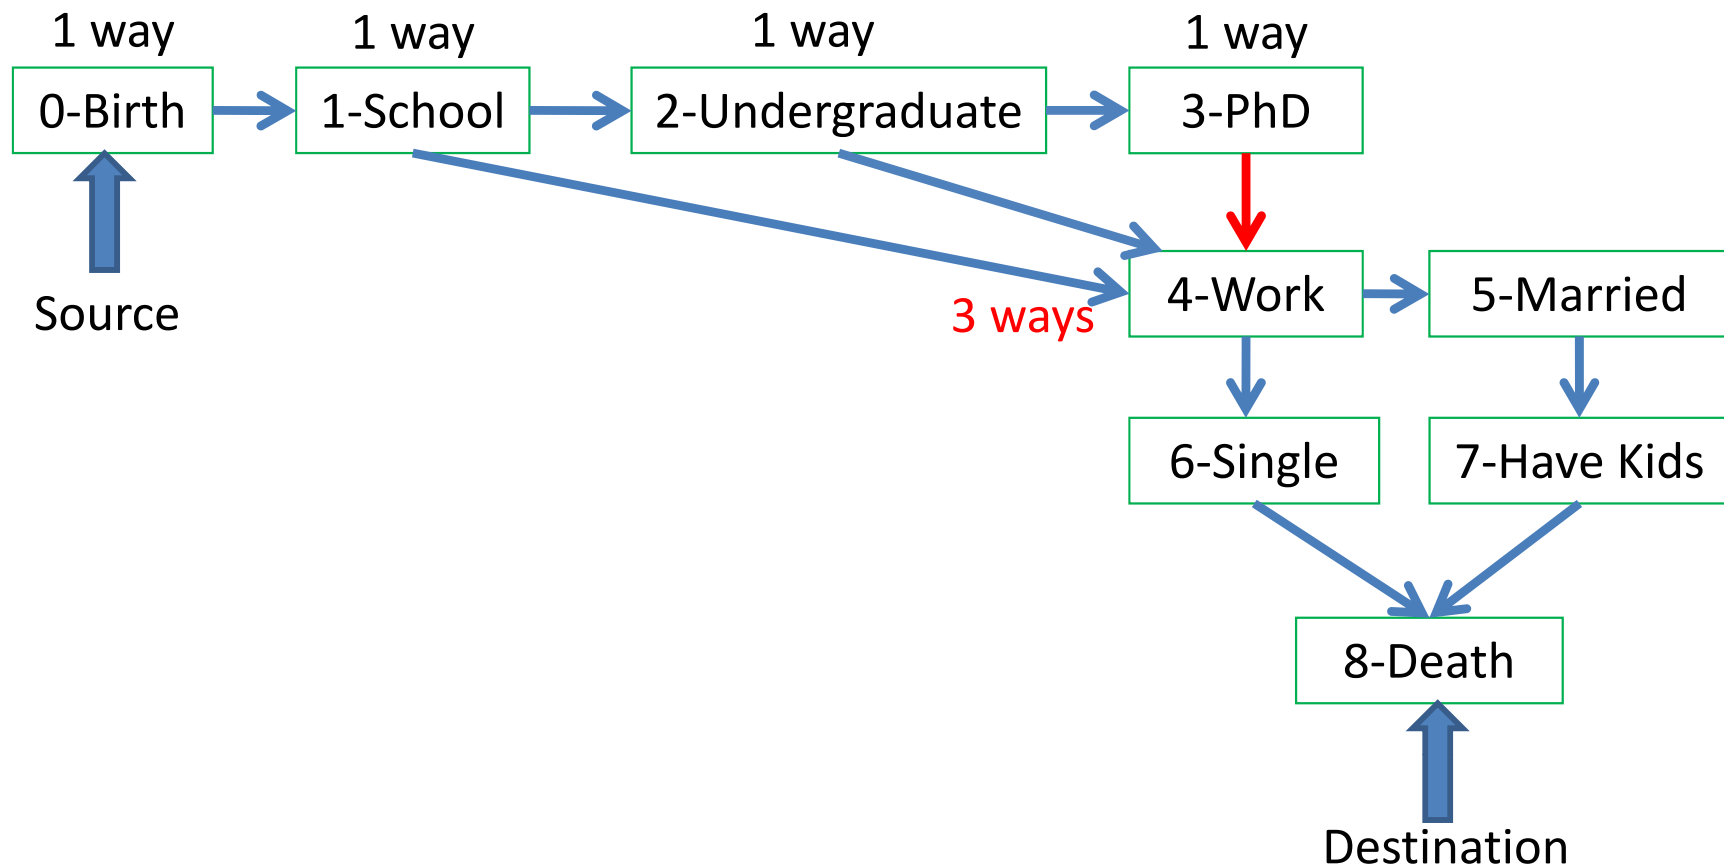 1 way
1 way
1 way
1 way
0-Birth
1-School
2-Undergraduate
3-PhD
Source
3 ways
4-Work
5-Married
6-Single
7-Have Kids
8-Death
Destination